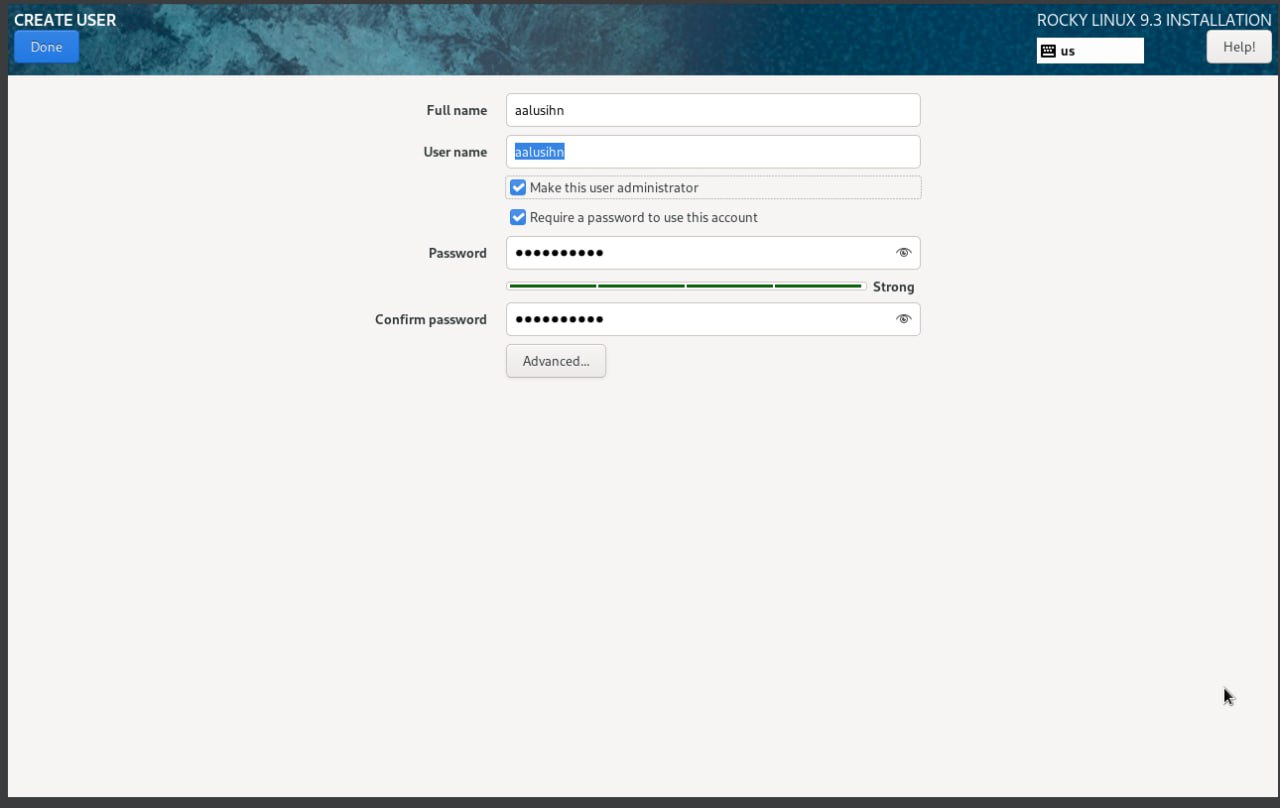 CREATE USER
ROCKY LINUX 9.3 INSTALLATION
Done
us
Help!
Full name
aalusihn
User name
aalusihn
Make this user administrator
Require a password to use this account
Password
●●●●●●●●●●
Strong
Confirm password
●●●●●●●●●●
Advanced...